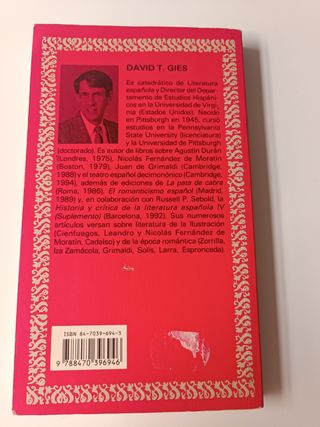 DAVID T. GIES
Es catedrático de Literatura
española y Director del Depar-
tamento de Estudios Hispáni-
cos en la Universidad de Virgi-
nia (Estados Unidos). Nacido
en Pittsburgh en 1945, cursó
estudios en la Pennsylvania
State University (licenciatura)
y la Universidad de Pittsburgh
(doctorado). Es autor de libros sobre Agustín Durán
(Londres, 1975), Nicolás Fernández de Moratín
(Boston, 1979), Juan de Grimaldi (Cambridge,
1988) y el teatro español decimonónico (Cambridge,
1994), además de ediciones de La pata de cabra
(Roma, 1986), El romanticismo español (Madrid,
1989) y, en colaboración con Russell P. Sebold, la
Historia y crítica de la literatura española IV
(Suplemento) (Barcelona, 1992). Sus numerosos
artículos versan sobre literatura de la Ilustración
(Cienfuegos, Leandro y Nicolás Fernández de
Moratín, Cadalso) y de la época romántica (Zorrilla,
Iza Zamácola, Grimaldi, Solís, Larra, Espronceda).
ISBN 84-7039-694-3
9 788470 396946